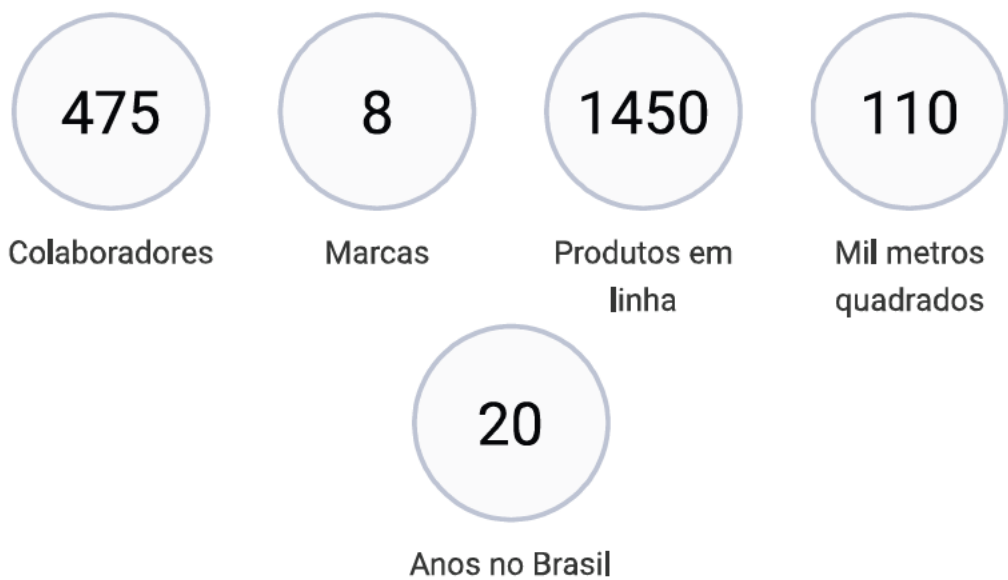 475
8
1450
110
Colaboradores
Marcas
Produtos em
linha
Mil metros
quadrados
20
Anos no Brasil